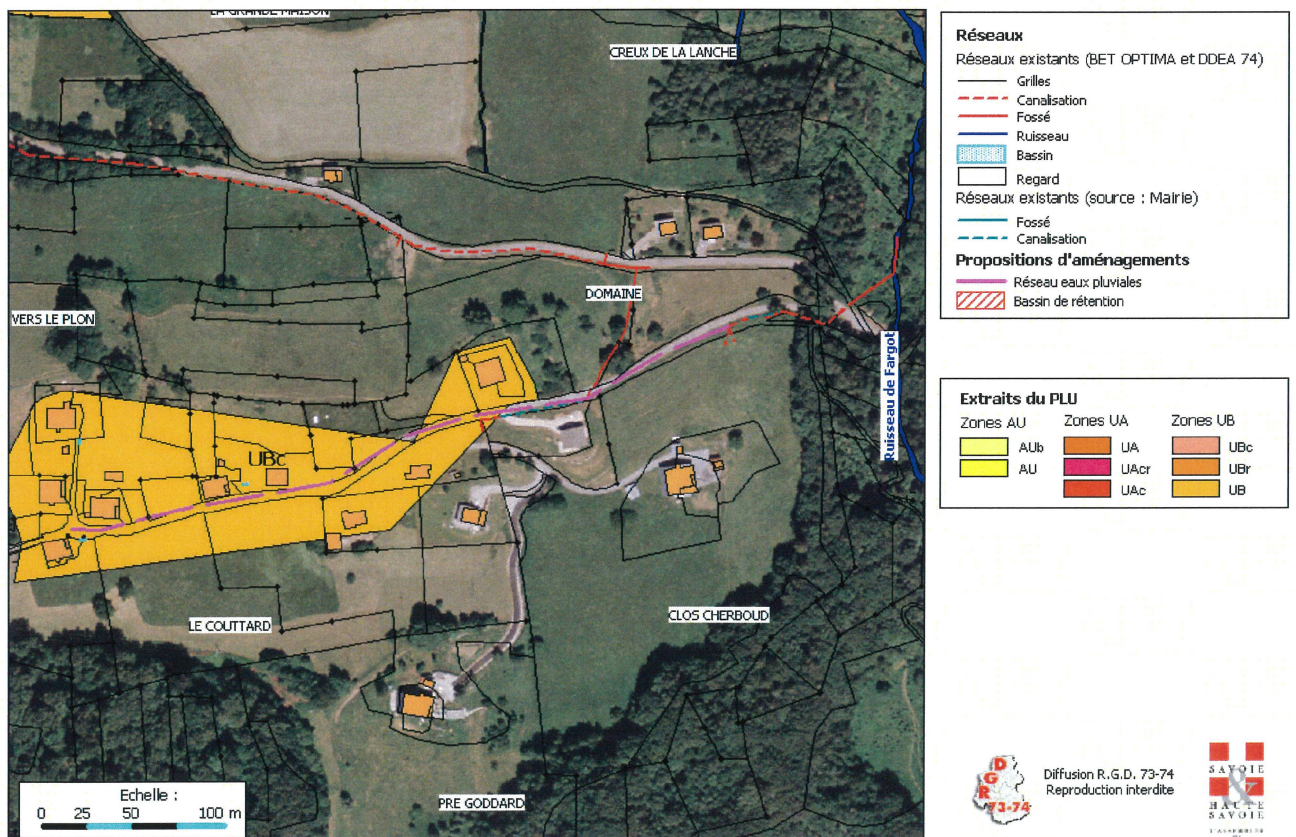 LA GRANDE MAISON
CREUX DE LA LANCHE
DOMAINE
VERS LE PLON
Ruisseau de Fargot
UBc
LE COUTTARD
CLOS CHERBOUD
PRE GODDARD
Echelle :
0 25 50 100 m
Réseaux
Réseaux existants (BET OPTIMA et DDEA 74)
Grilles
Canalisation
Fossé
Ruisseau
Bassin
Regard
Réseaux existants (source : Mairie)
Fossé
Canalisation
Propositions d'aménagements
Réseau eaux pluviales
Bassin de rétention
Extraits du PLU
Zones AU Zones UA Zones UB
AUb UA UBc
AU UAcr UBr
UAc UB
D
G
R
73-74
Diffusion R.G.D. 73-74
Reproduction interdite
SAVOIE
&
HAUTE
SAVOIE